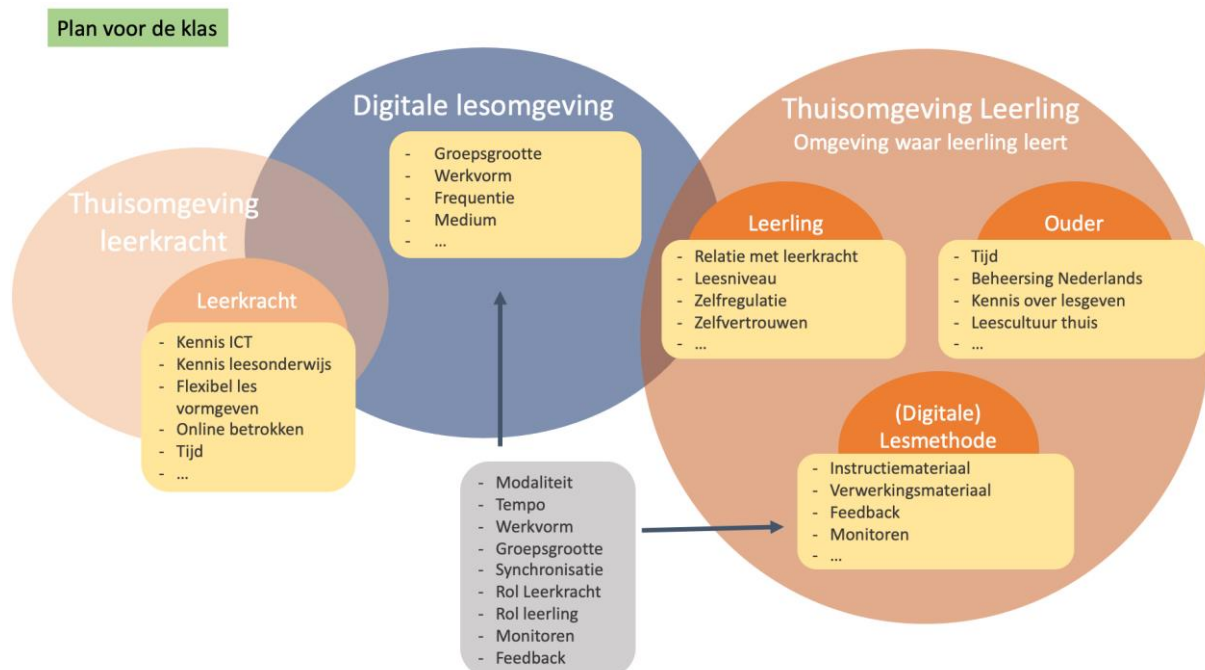 Plan voor de klas
Thuisomgeving
leerkracht
Leerkracht
- Kennis ICT
- Kennis leesonderwijs
- Flexibel les
vormgeven
- Online betrokken
- Tijd
- ...
Digitale lesomgeving
- Groepsgrootte
- Werkvorm
- Frequentie
- Medium
- ...
- Modaliteit
- Tempo
- Werkvorm
- Groepsgrootte
- Synchronisatie
- Rol Leerkracht
- Rol leerling
- Monitoren
- Feedback
Thuisomgeving Leerling
Omgeving waar leerling leert
Leerling
- Relatie met leerkracht
- Leesniveau
- Zelfregulatie
- Zelfvertrouwen
- ...
Ouder
- Tijd
- Beheersing Nederlands
- Kennis over lesgeven
- Leescultuur thuis
- ...
(Digitale)
Lesmethode
- Instructiemateriaal
- Verwerkingsmateriaal
- Feedback
- Monitoren
- ...